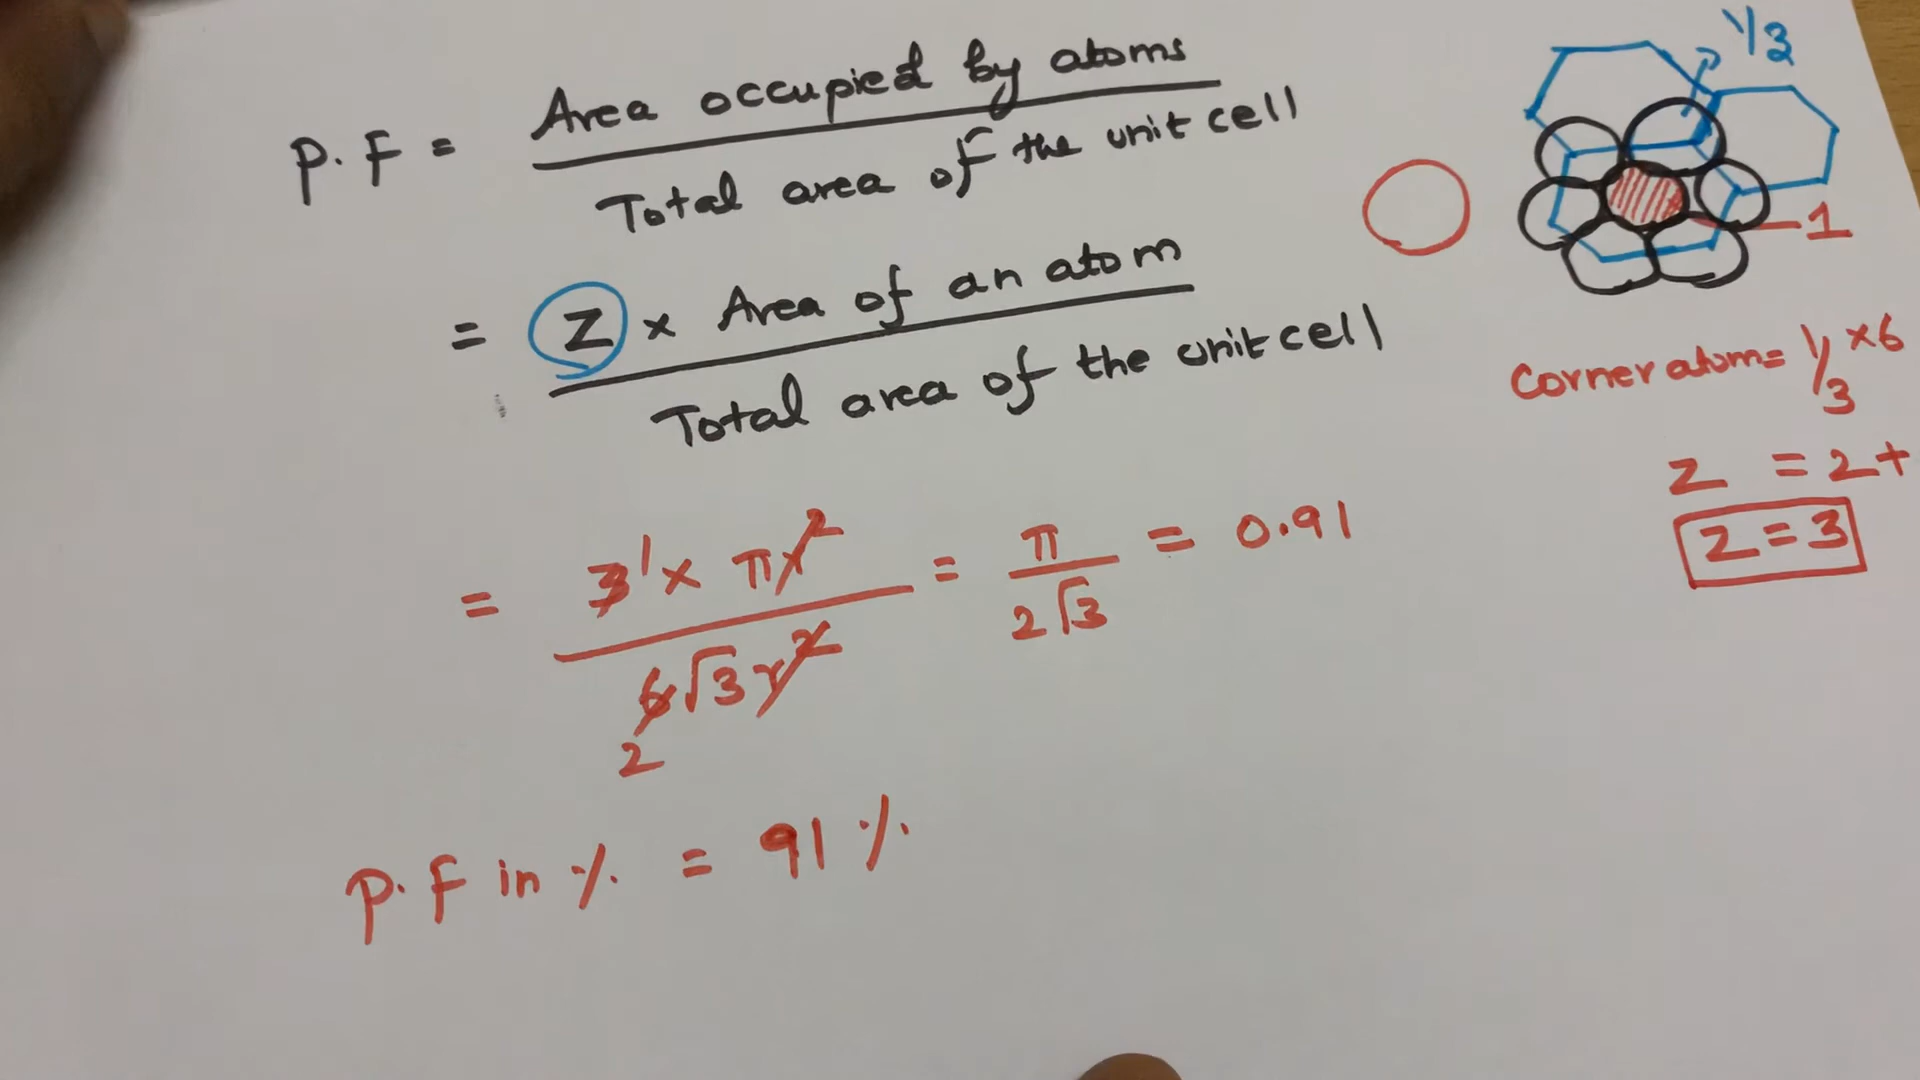 P.F = Area occupied by atoms / Total area of the unit cell
= Z × Area of an atom / Total area of the unit cell
= 3 1 × πr² / 6√3 r² 2 = π / 2√3 = 0.91
P.F in % = 91 %
1/3
1
Corner atom = 1/3 × 6
Z = 2 +
Z = 3